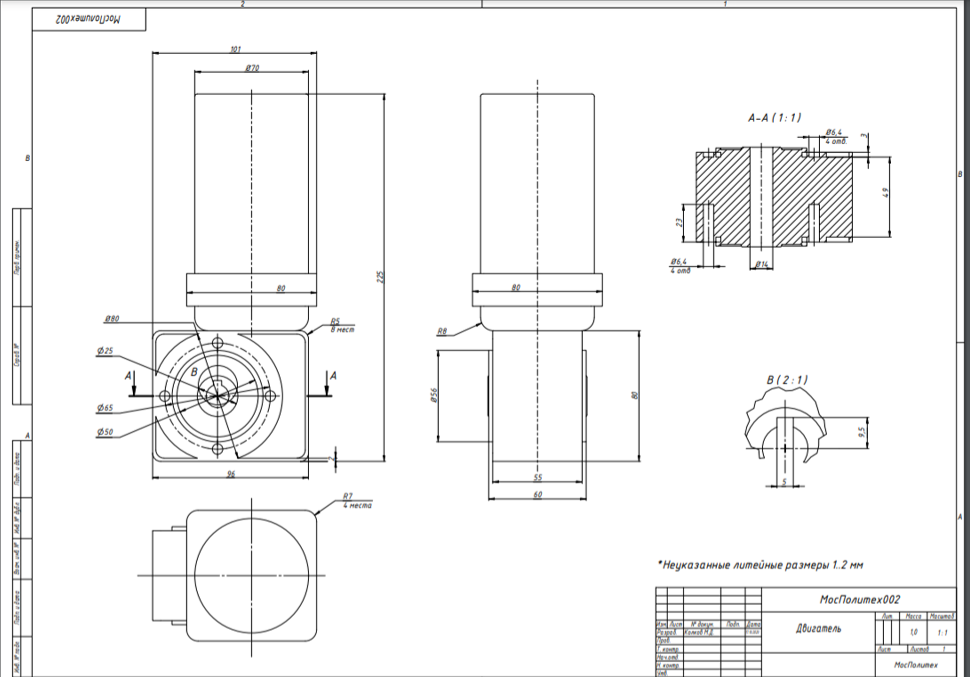 2
1
МосПолитех002
101
Ø70
А-А (1:1)
Ø6,4
4 отв.
3
В
В
49
23
225
Ø6,4
4 отв
Ø14
80
80
Ø80
R5
8 мест
R8
Ø25
В
А
А
В (2:1)
Ø56
80
Ø65
Ø50
9,5
А
2
96
55
5
60
R7
4 места
А
*Неуказанные литейные размеры 1..2 мм
МосПолитех002
Лит. Масса Масштаб
Изм Лист № докум. Подп. Дата
Двигатель
1,0 1:1
Разраб.
Пров.
Т. контр.
Лист Листов 1
Нач.отд.
Н. контр.
МосПолитех
Утв.
Перв. примен.
Справ. №
Подп. и дата
Инв. № дубл.
Взам. инв. №
Подп. и дата
Инв. № подл.